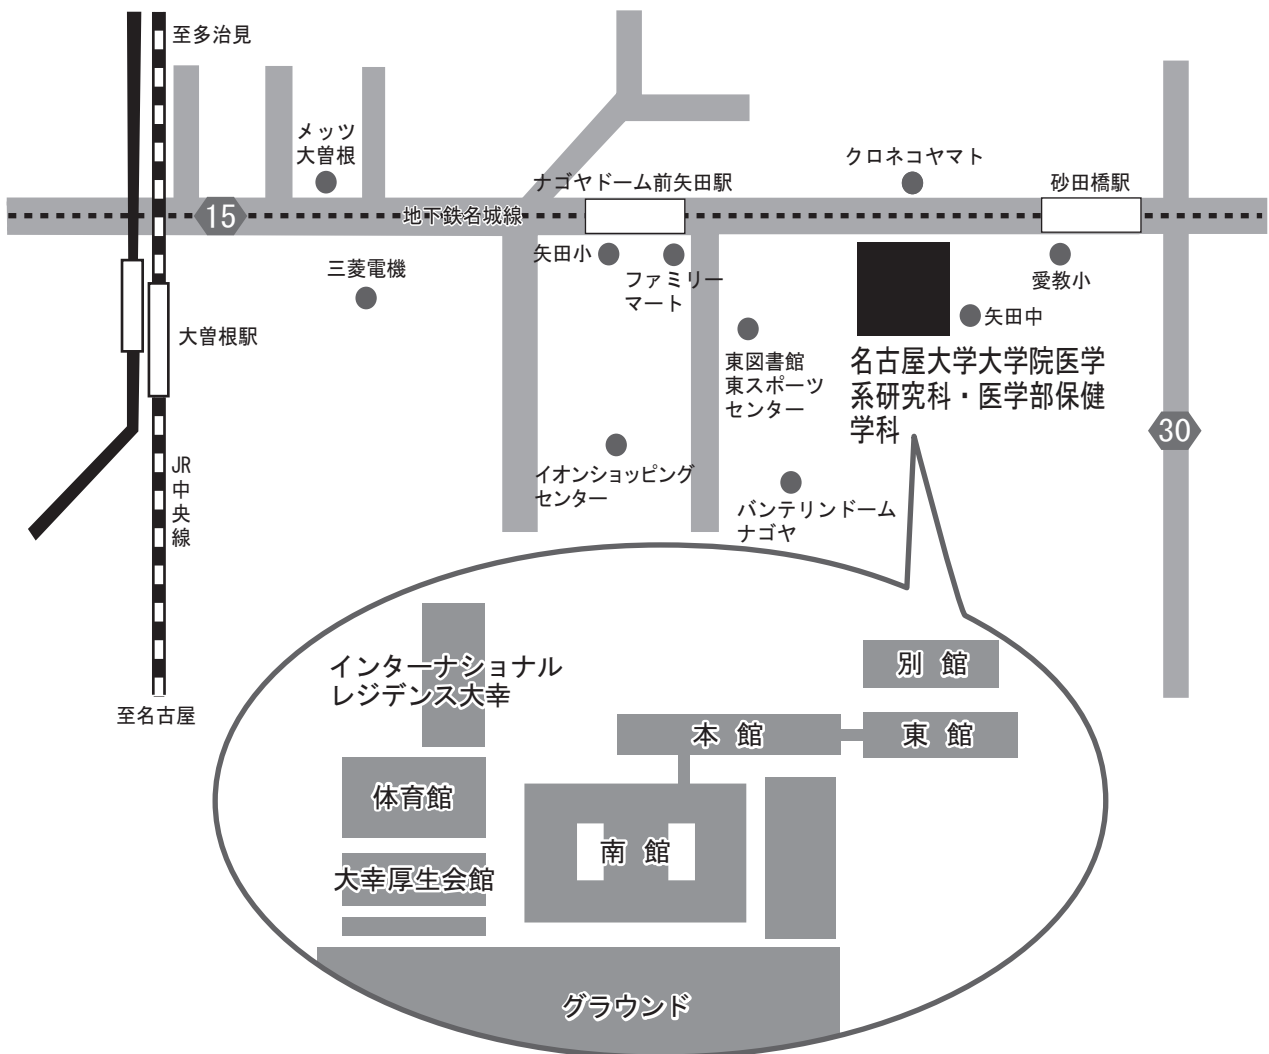 至多治見
メッツ
大曽根
クロネコヤマト
ナゴヤドーム前矢田駅
砂田橋駅
15
地下鉄名城線
矢田小
ファミリー
マート
三菱電機
愛教小
矢田中
大曽根駅
東図書館
東スポーツ
センター
名古屋大学大学院医学
系研究科・医学部保健
学科
30
JR中央線
イオンショッピング
センター
バンテリンドーム
ナゴヤ
至名古屋
インターナショナル
レジデンス大幸
別 館
本 館
東 館
体育館
南 館
大幸厚生会館
グラウンド